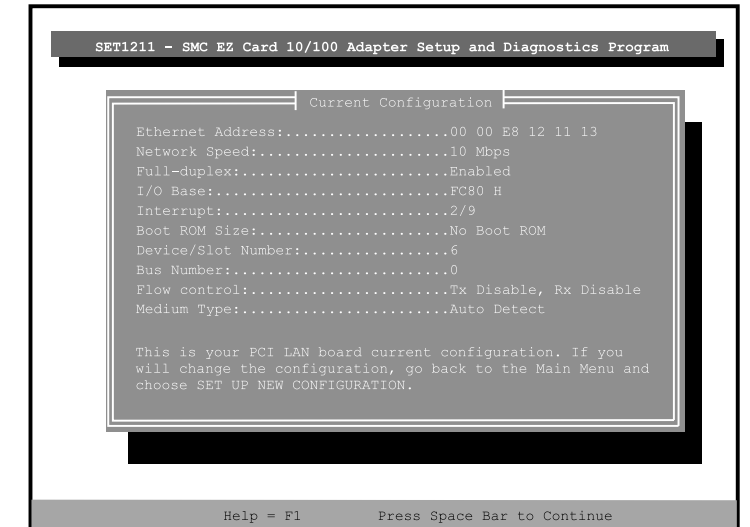 SET1211 - SMC EZ Card 10/100 Adapter Setup and Diagnostics Program
Current Configuration
Ethernet Address:...................00 00 E8 12 11 13
Network Speed:......................10 Mbps
Full-duplex:........................Enabled
I/O Base:...........................FC80 H
Interrupt:..........................2/9
Boot ROM Size:......................No Boot ROM
Device/Slot Number:.................6
Bus Number:.........................0
Flow control:.......................Tx Disable, Rx Disable
Medium Type:........................Auto Detect
This is your PCI LAN board current configuration. If you
will change the configuration, go back to the Main Menu and
choose SET UP NEW CONFIGURATION.
Help = F1 Press Space Bar to Continue